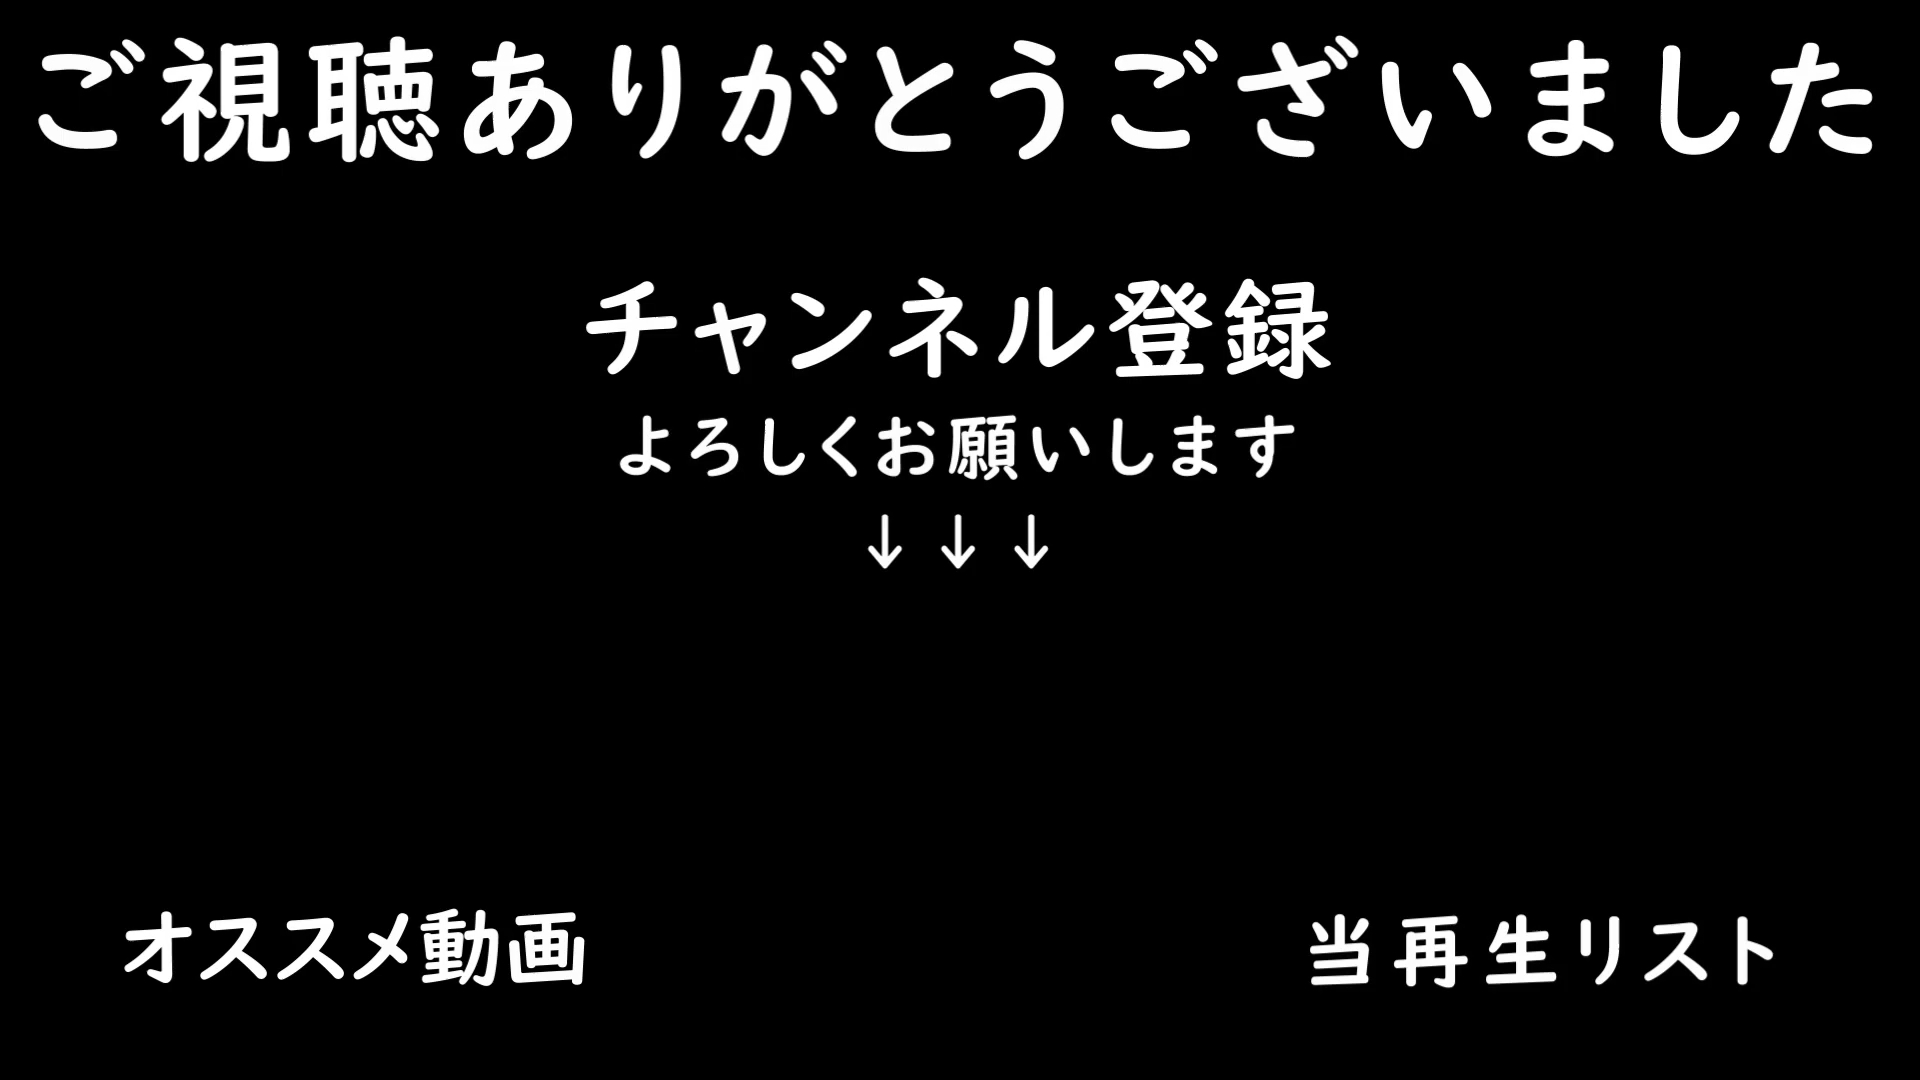 ご視聴ありがとうございました
チャンネル登録
よろしくお願いします
↓ ↓ ↓
オススメ動画
当再生リスト